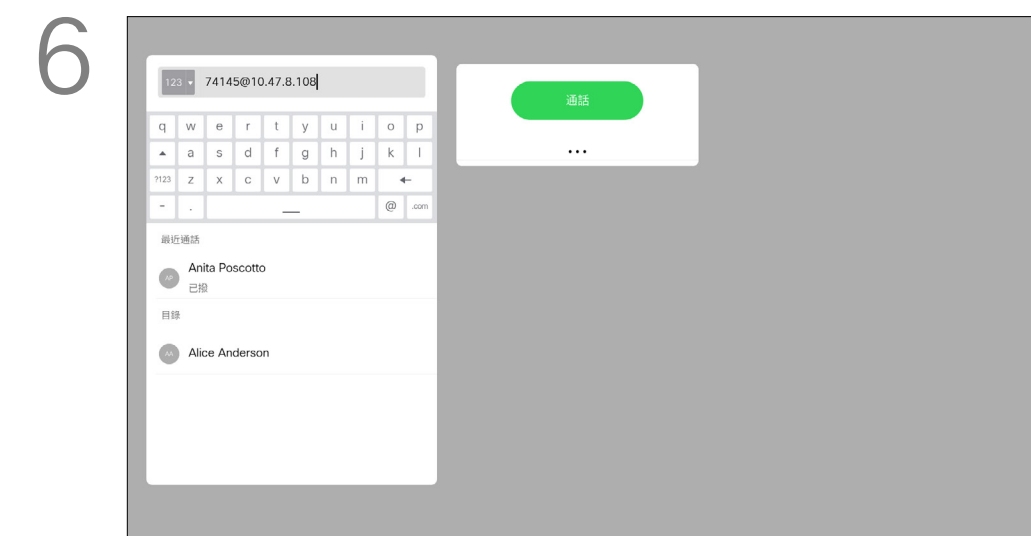 6
123 74145@10.47.8.108
q w e r t y u i o p
a s d f g h j k l
?123 z x c v b n m
- . @ .com
通話
...
最近通話
AP Anita Poscotto
已撥
目錄
AA Alice Anderson